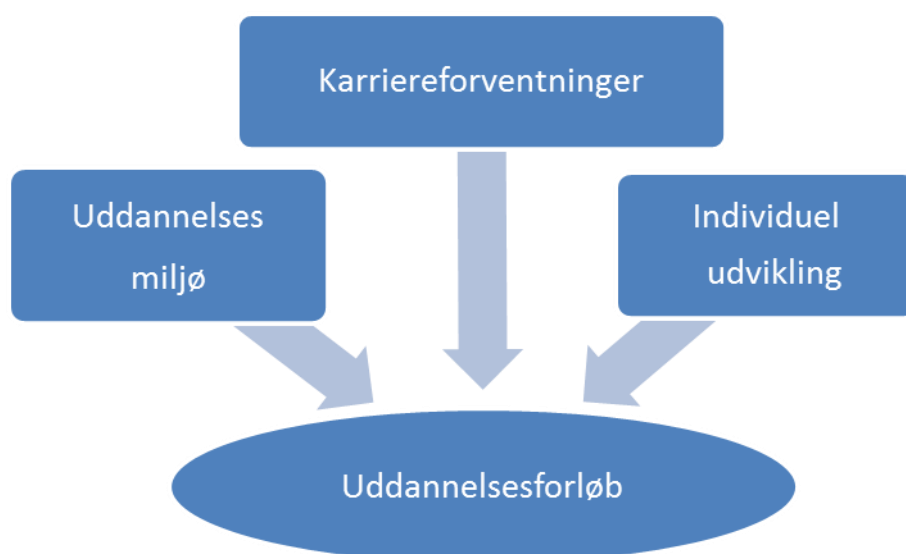 Karriereforventninger
Uddannelses
miljø
Individuel
udvikling
Uddannelsesforløb